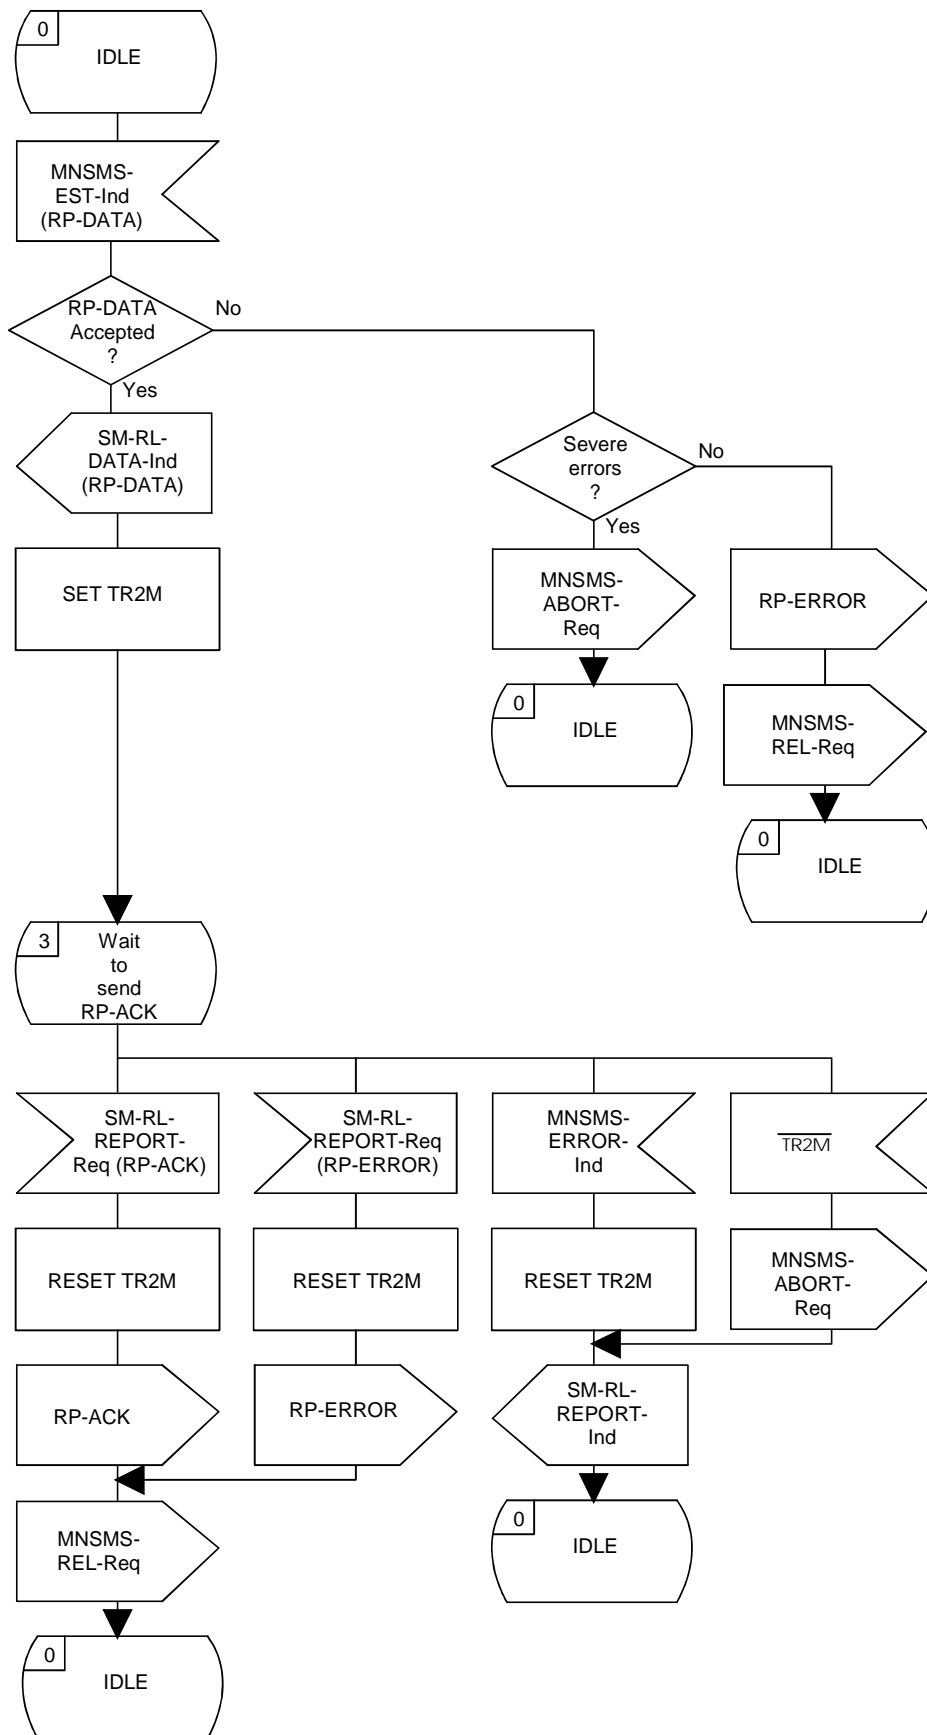 0
IDLE
MNSMS-
EST-Ind
(RP-DATA)
RP-DATA
Accepted
?
No
Yes
SM-RL-
DATA-Ind
(RP-DATA)
Severe
errors
?
No
Yes
SET TR2M
MNSMS-
ABORT-
Req
RP-ERROR
0
IDLE
MNSMS-
REL-Req
0
IDLE
3
Wait
to
send
RP-ACK
SM-RL-
REPORT-
Req (RP-ACK)
SM-RL-
REPORT-Req
(RP-ERROR)
MNSMS-
ERROR-
Ind
TR2M
RESET TR2M
RESET TR2M
RESET TR2M
MNSMS-
ABORT-
Req
RP-ACK
RP-ERROR
SM-RL-
REPORT-
Ind
MNSMS-
REL-Req
0
IDLE
0
IDLE